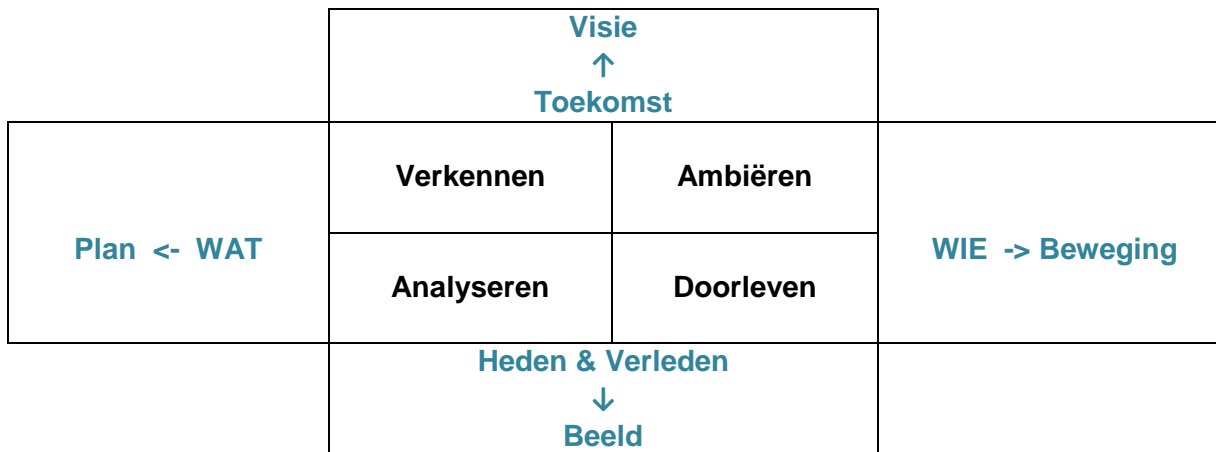 Visie
↑
Toekomst
Verkennen Ambiëren
Plan <- WAT WIE -> Beweging
Analyseren Doorleven
Heden & Verleden
↓
Beeld